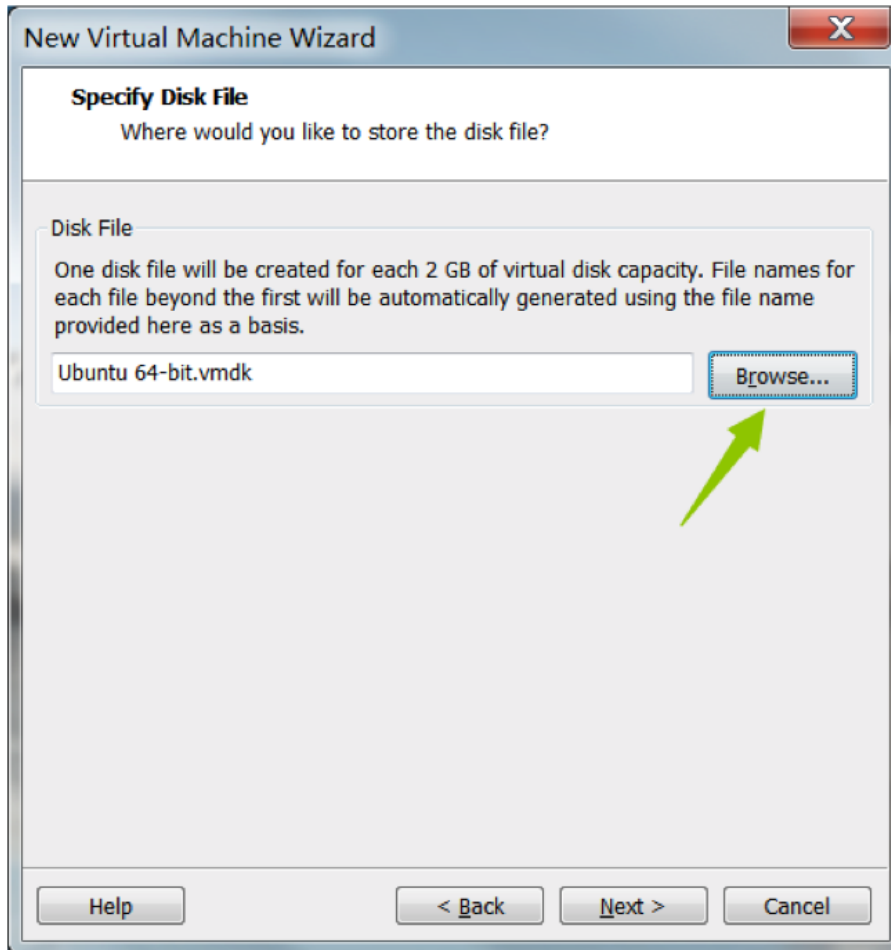 New Virtual Machine Wizard
Specify Disk File
Where would you like to store the disk file?
Disk File
One disk file will be created for each 2 GB of virtual disk capacity. File names for
each file beyond the first will be automatically generated using the file name
provided here as a basis.
Ubuntu 64-bit.vmdk
Browse...
Help
< Back
Next >
Cancel